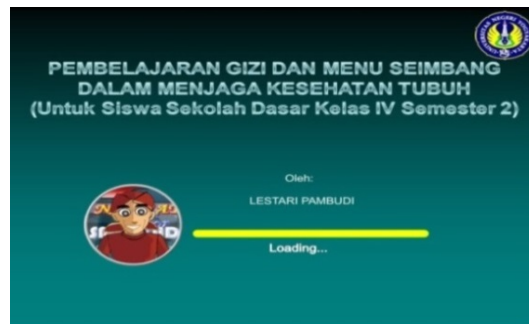 PEMBELAJARAN GIZI DAN MENU SEIMBANG
DALAM MENJAGA KESEHATAN TUBUH
(Untuk Siswa Sekolah Dasar Kelas IV Semester 2)
Oleh:
LESTARI PAMBUDI
Loading...